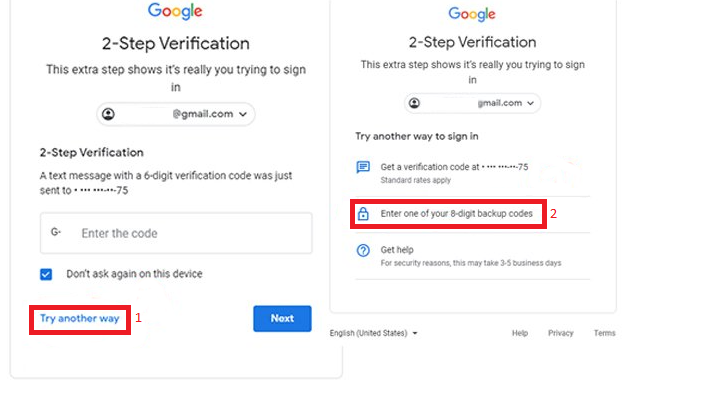 Google
2-Step Verification
This extra step shows it's really you trying to sign
in
@gmail.com
2-Step Verification
A text message with a 6-digit verification code was just
sent to • ••• •••-••-75
G-
Enter the code
Don't ask again on this device
Try another way
1
Next
Google
2-Step Verification
This extra step shows it's really you trying to sign
in
gmail.com
Try another way to sign in
Get a verification code at • ••• •••-••-75
Standard rates apply
Enter one of your 8-digit backup codes
2
Get help
For security reasons, this may take 3-5 business days
English (United States)
Help
Privacy
Terms